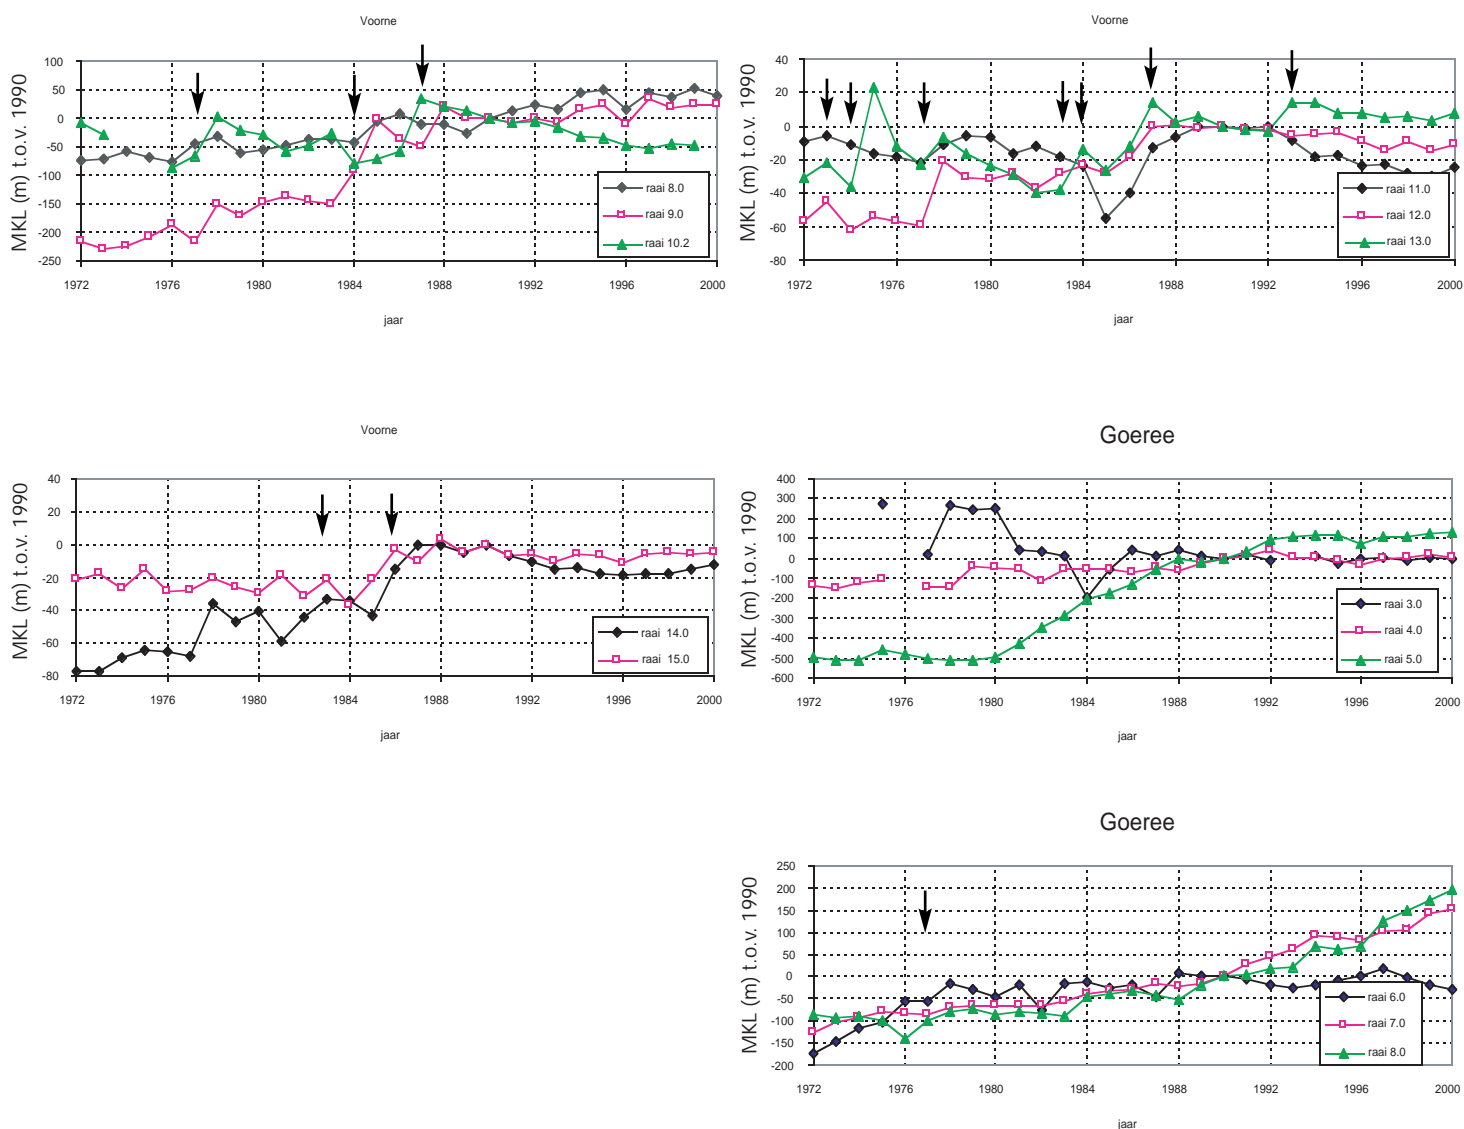 Voorne
MKL (m) t.o.v. 1990
100
50
0
-50
-100
-150
-200
-250
raai 8.0
raai 9.0
raai 10.2
1972 1976 1980 1984 1988 1992 1996 2000
jaar
Voorne
MKL (m) t.o.v. 1990
40
20
0
-20
-40
-60
-80
raai 11.0
raai 12.0
raai 13.0
1972 1976 1980 1984 1988 1992 1996 2000
jaar
Voorne
MKL (m) t.o.v. 1990
40
20
0
-20
-40
-60
-80
raai 14.0
raai 15.0
1972 1976 1980 1984 1988 1992 1996 2000
jaar
Goeree
MKL (m) t.o.v. 1990
400
300
200
100
0
-100
-200
-300
-400
-500
-600
raai 3.0
raai 4.0
raai 5.0
1972 1976 1980 1984 1988 1992 1996 2000
jaar
Goeree
MKL (m) t.o.v. 1990
250
200
150
100
50
0
-50
-100
-150
-200
raai 6.0
raai 7.0
raai 8.0
1972 1976 1980 1984 1988 1992 1996 2000
jaar